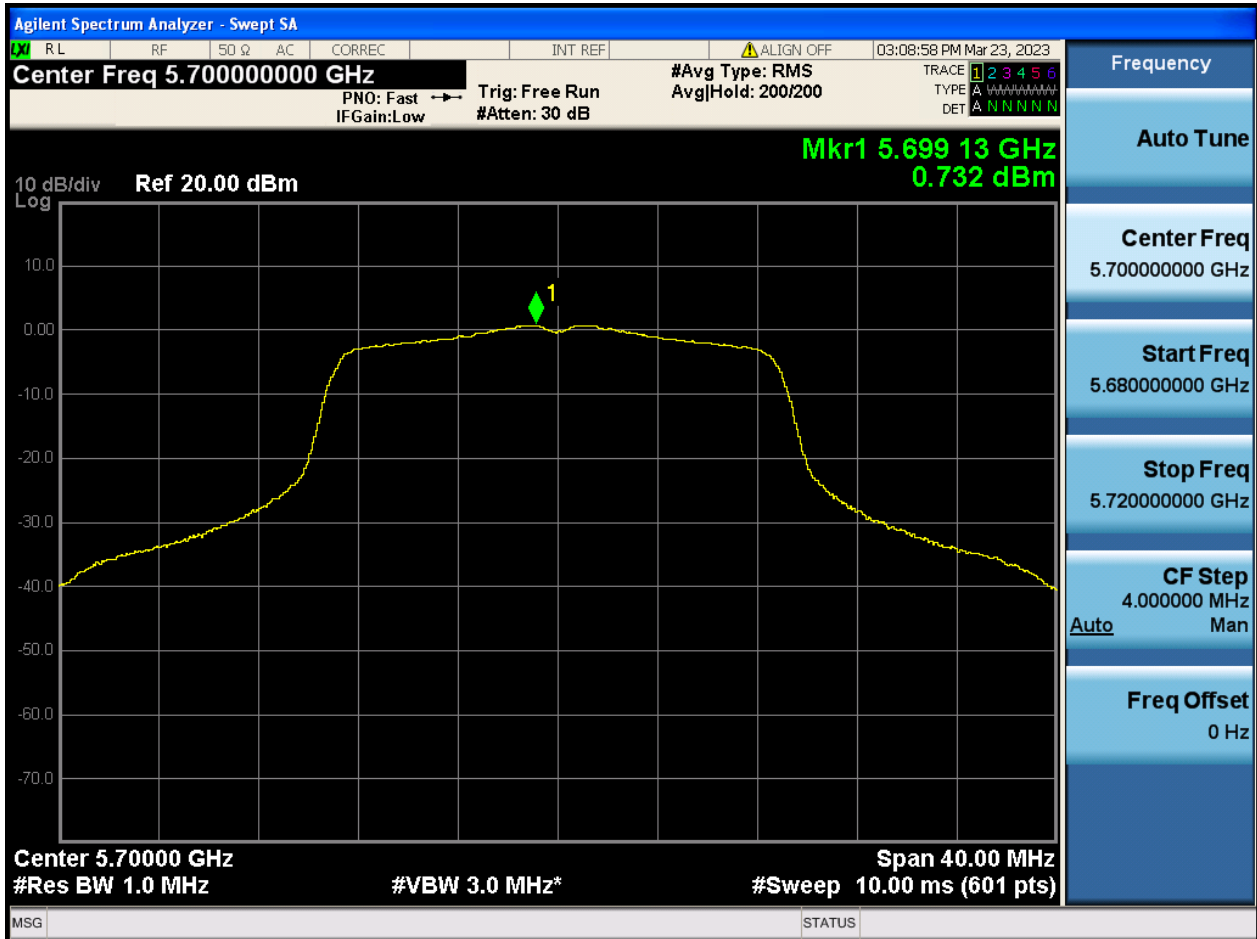 Agilent Spectrum Analyzer - Swept SA
LXI RL RF 50 Ω AC CORREC INT REF ALIGN OFF 03:08:58 PM Mar 23, 2023
Center Freq 5.700000000 GHz
PNO: Fast
IFGain:Low
Trig: Free Run
#Atten: 30 dB
#Avg Type: RMS
Avg|Hold: 200/200
TRACE 1 2 3 4 5 6
TYPE A WWWWW
DET A N N N N N
Mkr1 5.699 13 GHz
0.732 dBm
10 dB/div Ref 20.00 dBm
Log
10.0
1
0.00
-10.0
-20.0
-30.0
-40.0
-50.0
-60.0
-70.0
Center 5.70000 GHz Span 40.00 MHz
#Res BW 1.0 MHz #VBW 3.0 MHz* #Sweep 10.00 ms (601 pts)
MSG STATUS
Frequency
Auto Tune
Center Freq
5.700000000 GHz
Start Freq
5.680000000 GHz
Stop Freq
5.720000000 GHz
CF Step
4.000000 MHz
Auto Man
Freq Offset
0 Hz